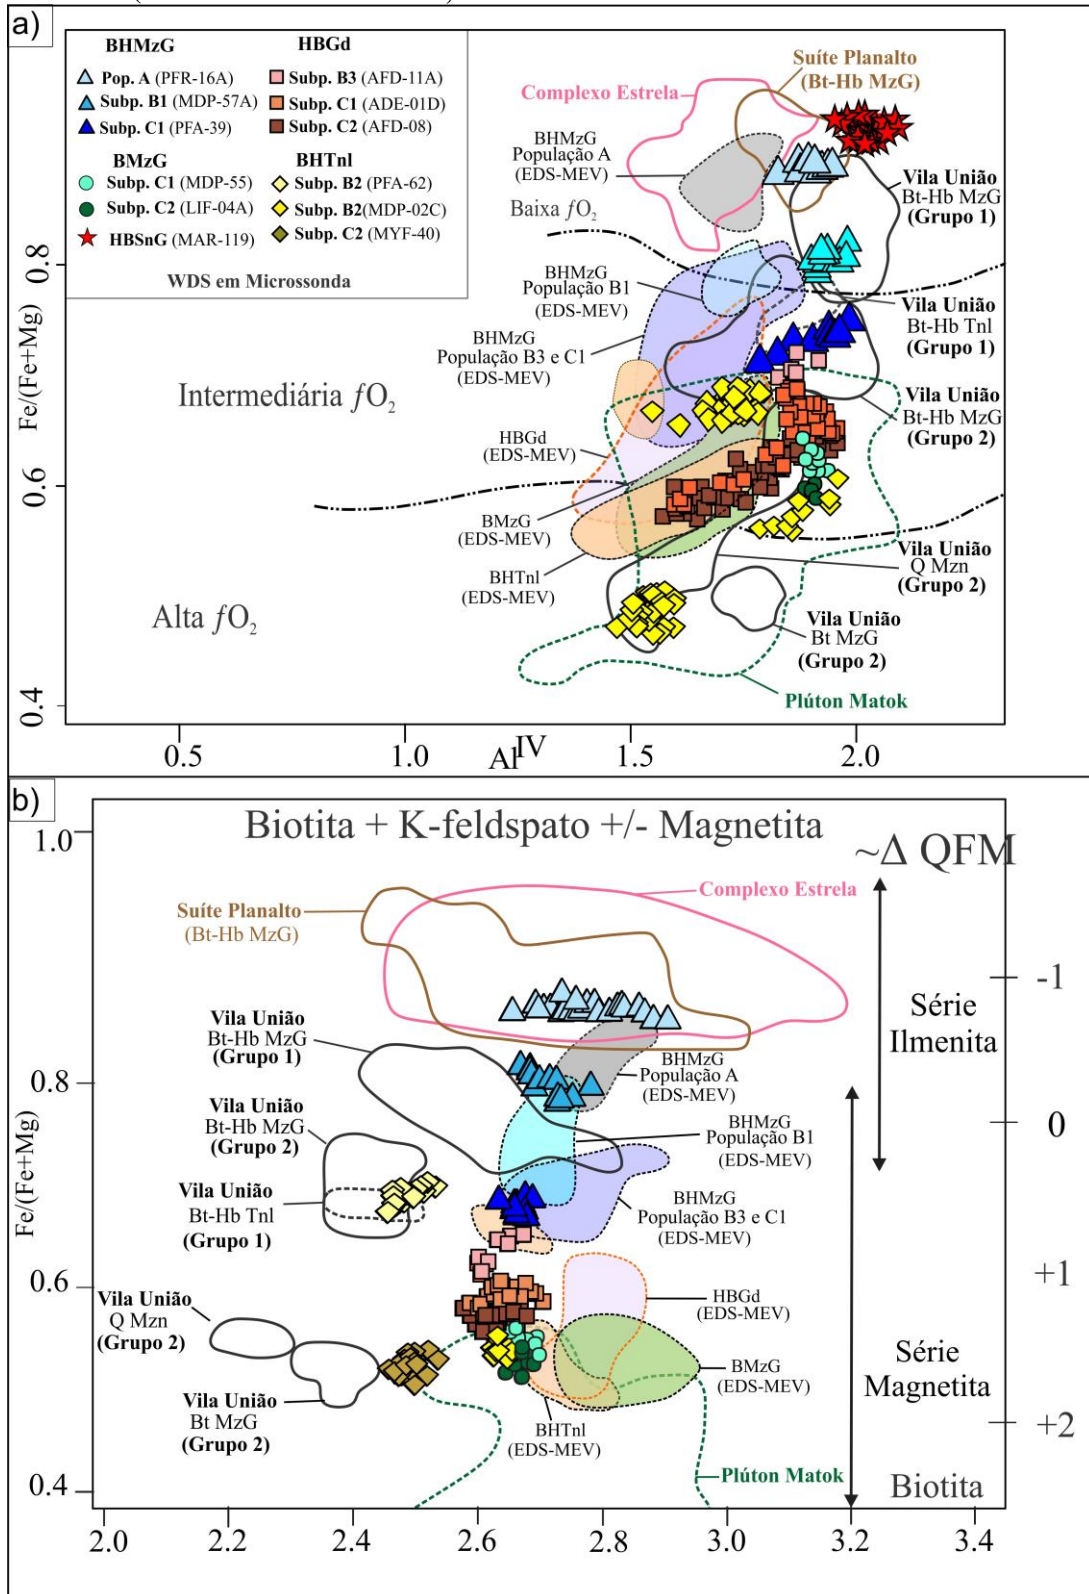 a)
BHMzG
HBGd
Pop. A (PFR-16A)
Subp. B3 (AFD-11A)
Subp. B1 (MDP-57A)
Subp. C1 (ADE-01D)
Subp. C1 (PFA-39)
Subp. C2 (AFD-08)
BMzG
BHTnl
Subp. C1 (MDP-55)
Subp. B2 (PFA-62)
Subp. C2 (LIF-04A)
Subp. B2(MDP-02C)
HBSnG (MAR-119)
Subp. C2 (MYF-40)
WDS em Microssonda
Suíte Planalto
(Bt-Hb MzG)
Complexo Estrela
BHMzG
População A
(EDS-MEV)
Baixa fO2
Vila União
Bt-Hb MzG
(Grupo 1)
BHMzG
População B1
(EDS-MEV)
Vila União
Bt-Hb Tnl
(Grupo 1)
BHMzG
População B3 e C1
(EDS-MEV)
Intermediária fO2
Vila União
Bt-Hb MzG
(Grupo 2)
HBGd
(EDS-MEV)
BMzG
(EDS-MEV)
BHTnl
(EDS-MEV)
Vila União
Q Mzn
(Grupo 2)
Alta fO2
Vila União
Bt MzG
(Grupo 2)
Plúton Matok
Fe/(Fe+Mg)
0.8
0.6
0.4
0.5
1.0
1.5
2.0
AlIV
b)
Biotita + K-feldspato +/- Magnetita
~Δ QFM
Complexo Estrela
Suíte Planalto
(Bt-Hb MzG)
-1
Série
Ilmenita
Vila União
Bt-Hb MzG
(Grupo 1)
BHMzG
População A
(EDS-MEV)
Vila União
Bt-Hb MzG
(Grupo 2)
0
BHMzG
População B1
(EDS-MEV)
Vila União
Bt-Hb Tnl
(Grupo 1)
BHMzG
População B3 e C1
(EDS-MEV)
+1
HBGd
(EDS-MEV)
Vila União
Q Mzn
(Grupo 2)
BMzG
(EDS-MEV)
Série
Magnetita
Vila União
Bt MzG
(Grupo 2)
BHTnl
(EDS-MEV)
+2
Plúton Matok
Biotita
Fe/(Fe+Mg)
1.0
0.8
0.6
0.4
2.0
2.2
2.4
2.6
2.8
3.0
3.2
3.4